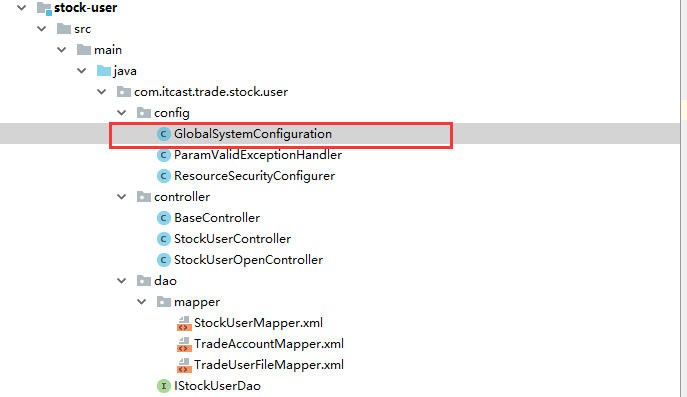 stock-user
src
main
java
com.itcast.trade.stock.user
config
GlobalSystemConfiguration
ParamValidExceptionHandler
ResourceSecurityConfigurer
controller
BaseController
StockUserController
StockUserOpenController
dao
mapper
StockUserMapper.xml
TradeAccountMapper.xml
TradeUserFileMapper.xml
IStockUserDao